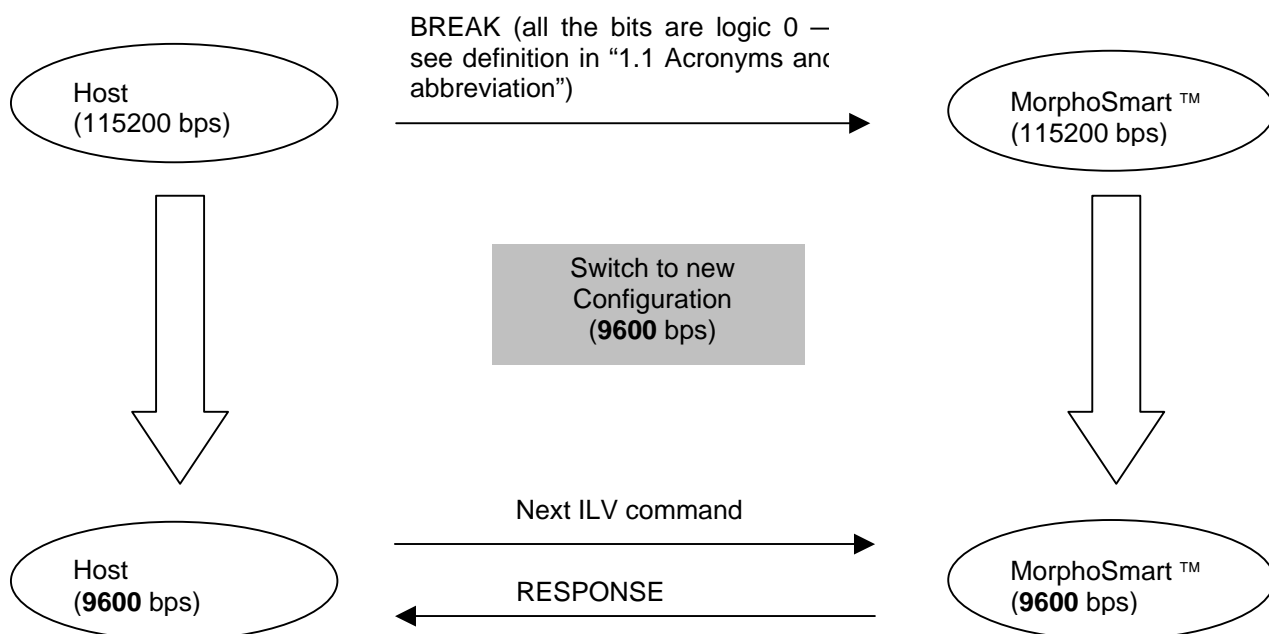 BREAK (all the bits are logic 0 –
see definition in “1.1 Acronyms and
abbreviation”)
Host
(115200 bps)
MorphoSmart ™
(115200 bps)
Switch to new
Configuration
(9600 bps)
Next ILV command
Host
(9600 bps)
RESPONSE
MorphoSmart ™
(9600 bps)